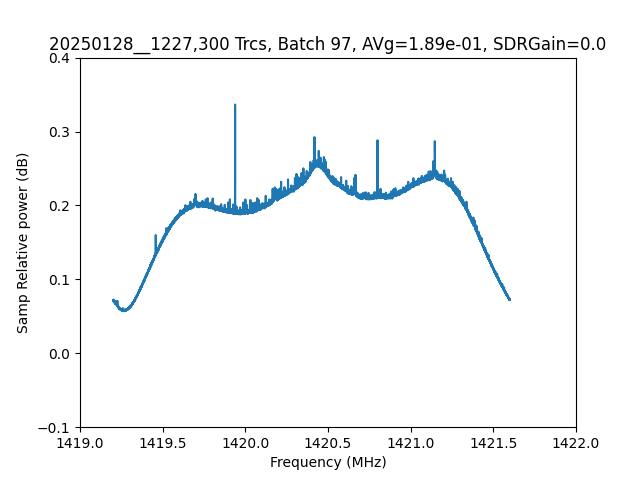 20250128__1227,300 Trcs, Batch 97, AVg=1.89e-01, SDRGain=0.0
0.4
0.3
0.2
0.1
0.0
−0.1
Samp Relative power (dB)
1419.0 1419.5 1420.0 1420.5 1421.0 1421.5 1422.0
Frequency (MHz)